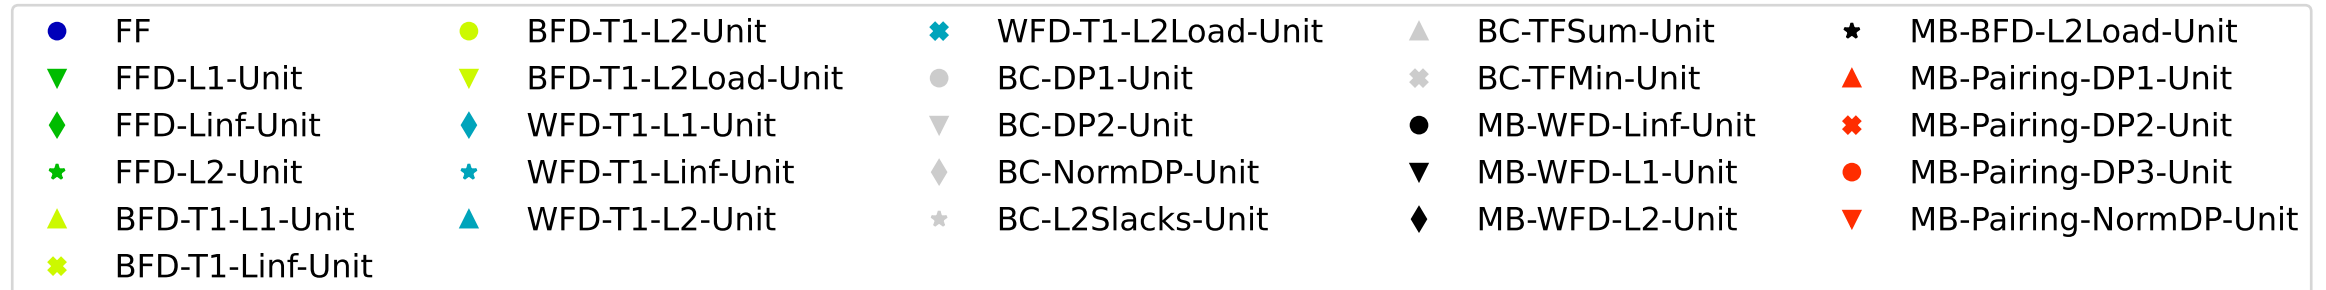 FF
FFD-L1-Unit
FFD-Linf-Unit
FFD-L2-Unit
BFD-T1-L1-Unit
BFD-T1-Linf-Unit
BFD-T1-L2-Unit
BFD-T1-L2Load-Unit
WFD-T1-L1-Unit
WFD-T1-Linf-Unit
WFD-T1-L2-Unit
WFD-T1-L2Load-Unit
BC-DP1-Unit
BC-DP2-Unit
BC-NormDP-Unit
BC-L2Slacks-Unit
BC-TFSum-Unit
BC-TFMin-Unit
MB-WFD-Linf-Unit
MB-WFD-L1-Unit
MB-WFD-L2-Unit
MB-BFD-L2Load-Unit
MB-Pairing-DP1-Unit
MB-Pairing-DP2-Unit
MB-Pairing-DP3-Unit
MB-Pairing-NormDP-Unit